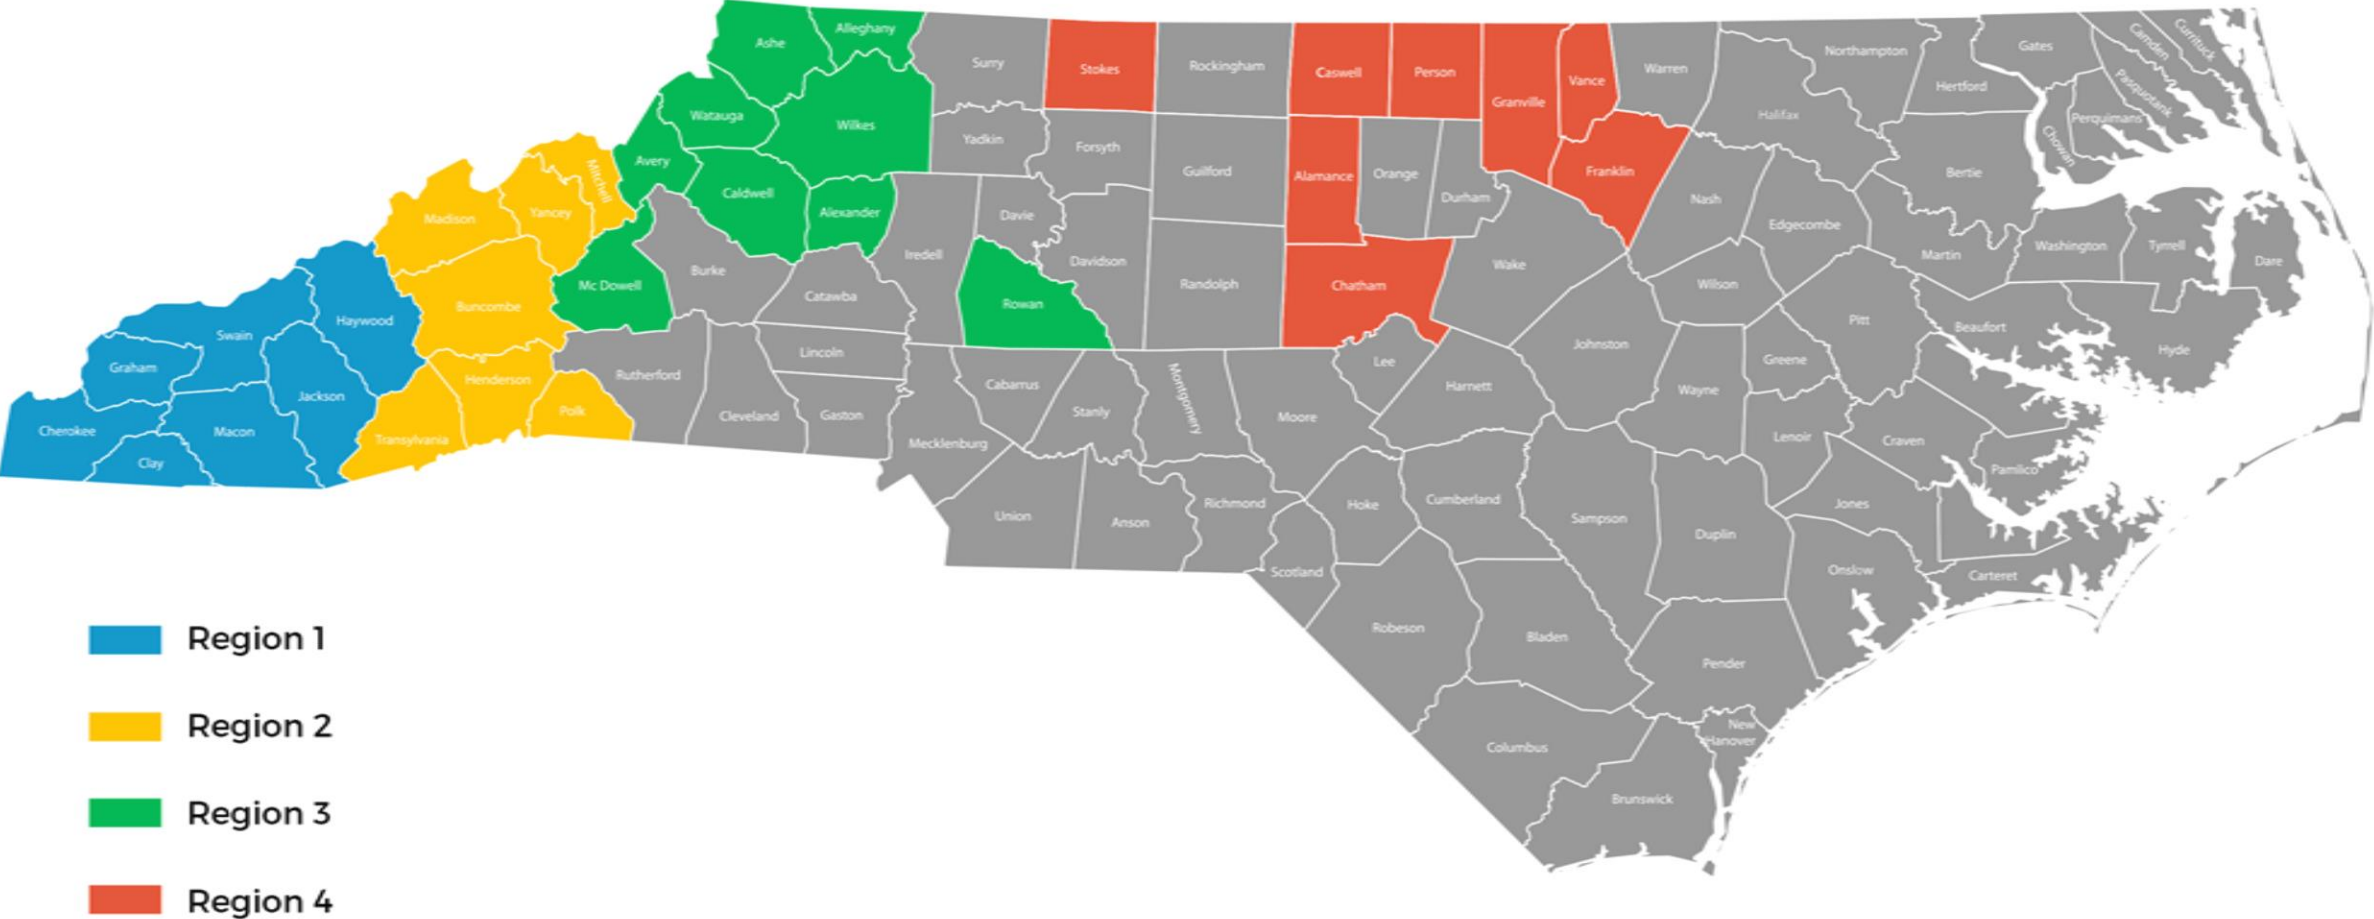 Ashe
Alleghany
Surry
Stokes
Rockingham
Caswell
Person
Granville
Vance
Warren
Northampton
Halifax
Hertford
Gates
Camden
Currituck
Pasquotank
Perquimans
Chowan
Bertie
Watauga
Wilkes
Yadkin
Forsyth
Guilford
Alamance
Orange
Durham
Franklin
Nash
Edgecombe
Martin
Washington
Tyrrell
Dare
Avery
Mitchell
Caldwell
Alexander
Yancey
Madison
Davie
Iredell
Davidson
Randolph
Chatham
Wake
Wilson
Pitt
Beaufort
Hyde
Mc Dowell
Burke
Catawba
Rowan
Buncombe
Haywood
Swain
Graham
Lincoln
Lee
Johnston
Greene
Harnett
Wayne
Rutherford
Henderson
Jackson
Cherokee
Macon
Clay
Transylvania
Polk
Cleveland
Gaston
Mecklenburg
Cabarrus
Stanly
Montgomery
Moore
Lenoir
Craven
Pamlico
Jones
Union
Anson
Richmond
Hoke
Cumberland
Sampson
Duplin
Onslow
Carteret
Scotland
Robeson
Bladen
Pender
New
Hanover
Columbus
Brunswick
Region 1
Region 2
Region 3
Region 4